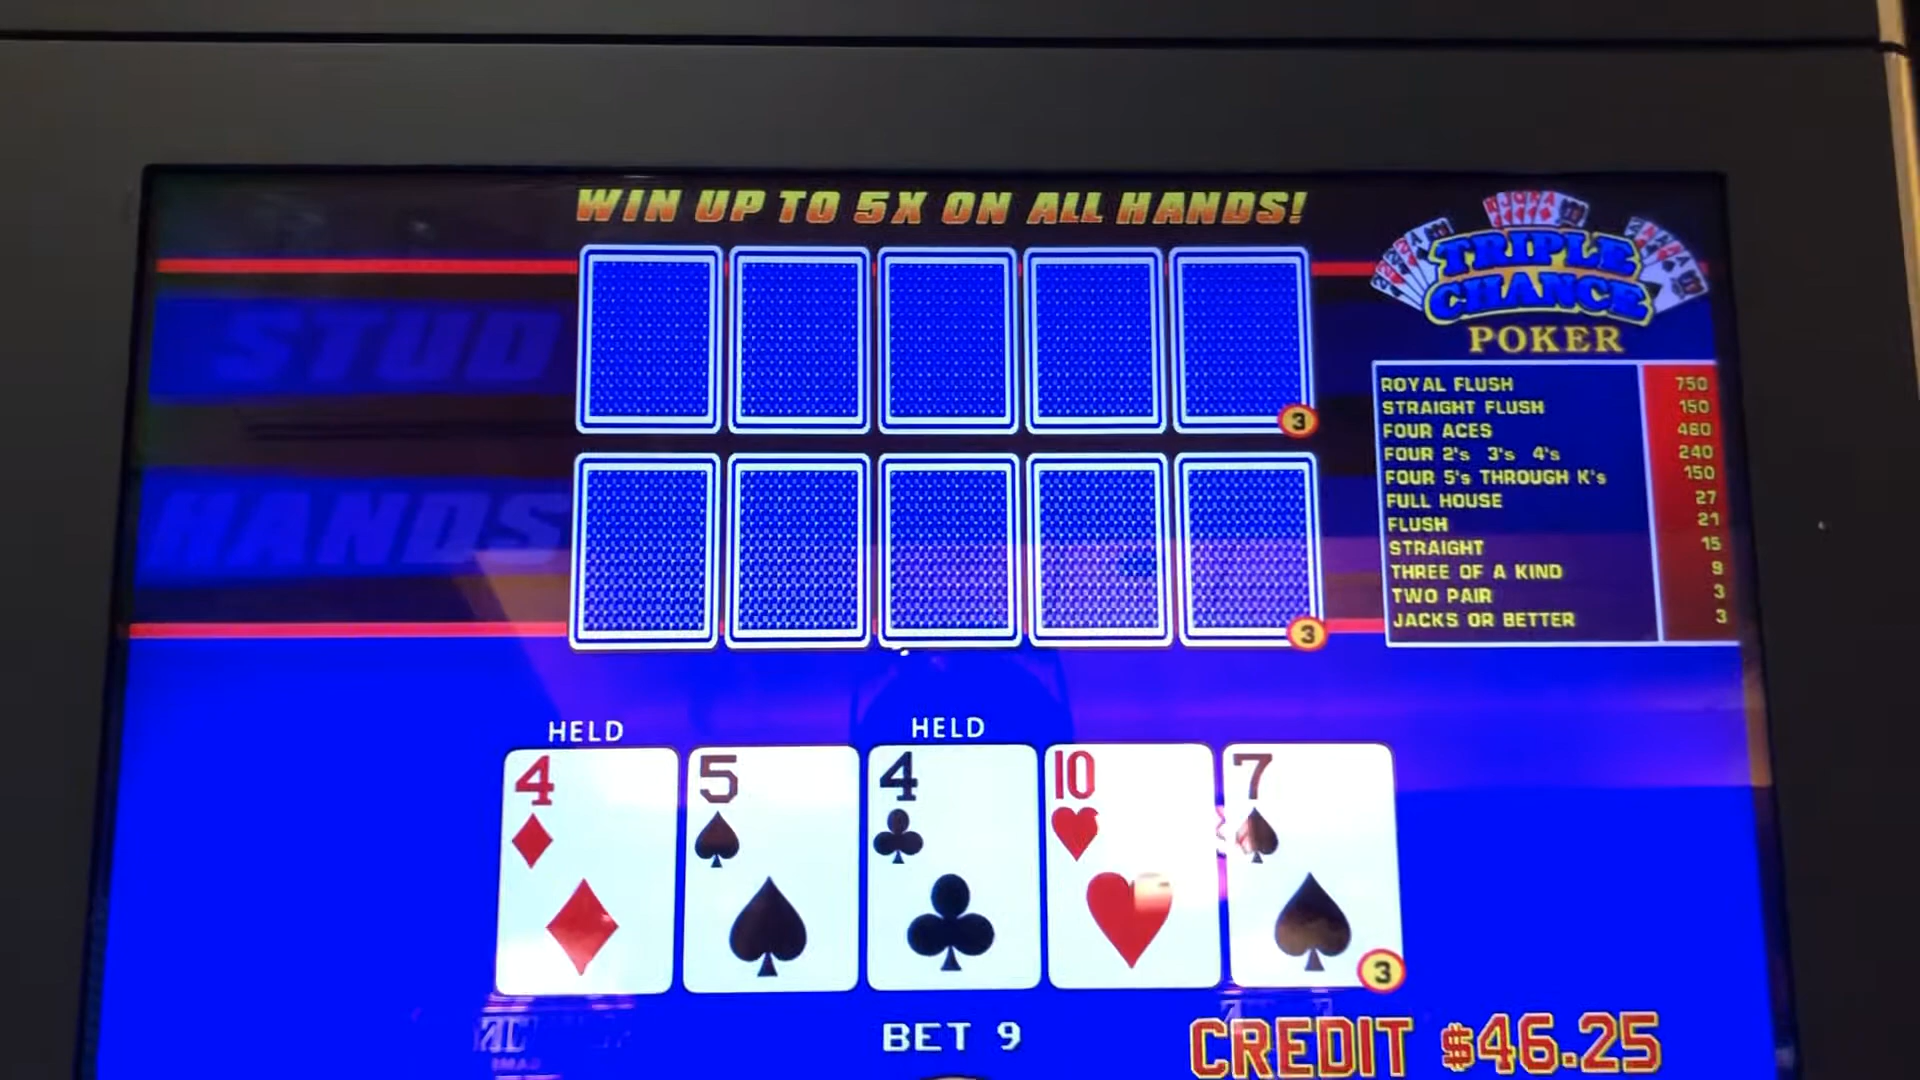 WIN UP TO 5X ON ALL HANDS!
TRIPLE
CHANCE
POKER
STUD
HANDS
3
3
ROYAL FLUSH 750
STRAIGHT FLUSH 150
FOUR ACES 480
FOUR 2's 3's 4's 240
FOUR 5's THROUGH K's 150
FULL HOUSE 27
FLUSH 21
STRAIGHT 15
THREE OF A KIND 9
TWO PAIR 3
JACKS OR BETTER 3
HELD HELD
4 5 4 10 7
3
BET 9
CREDIT $46.25